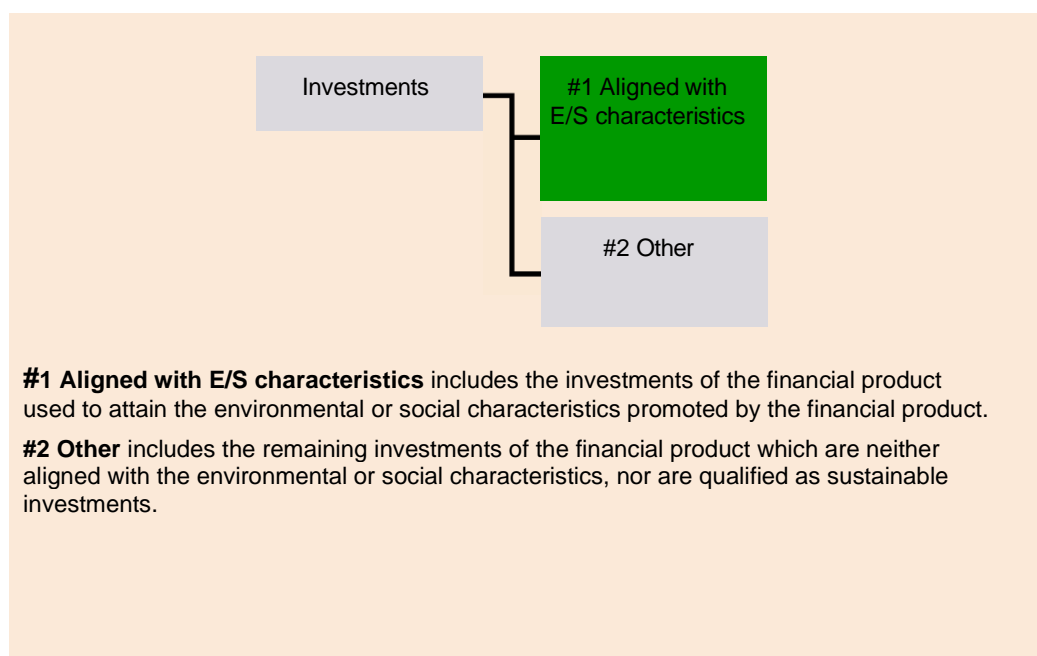 Investments
#1 Aligned with
E/S characteristics
#2 Other
#1 Aligned with E/S characteristics includes the investments of the financial product
used to attain the environmental or social characteristics promoted by the financial product.
#2 Other includes the remaining investments of the financial product which are neither
aligned with the environmental or social characteristics, nor are qualified as sustainable
investments.